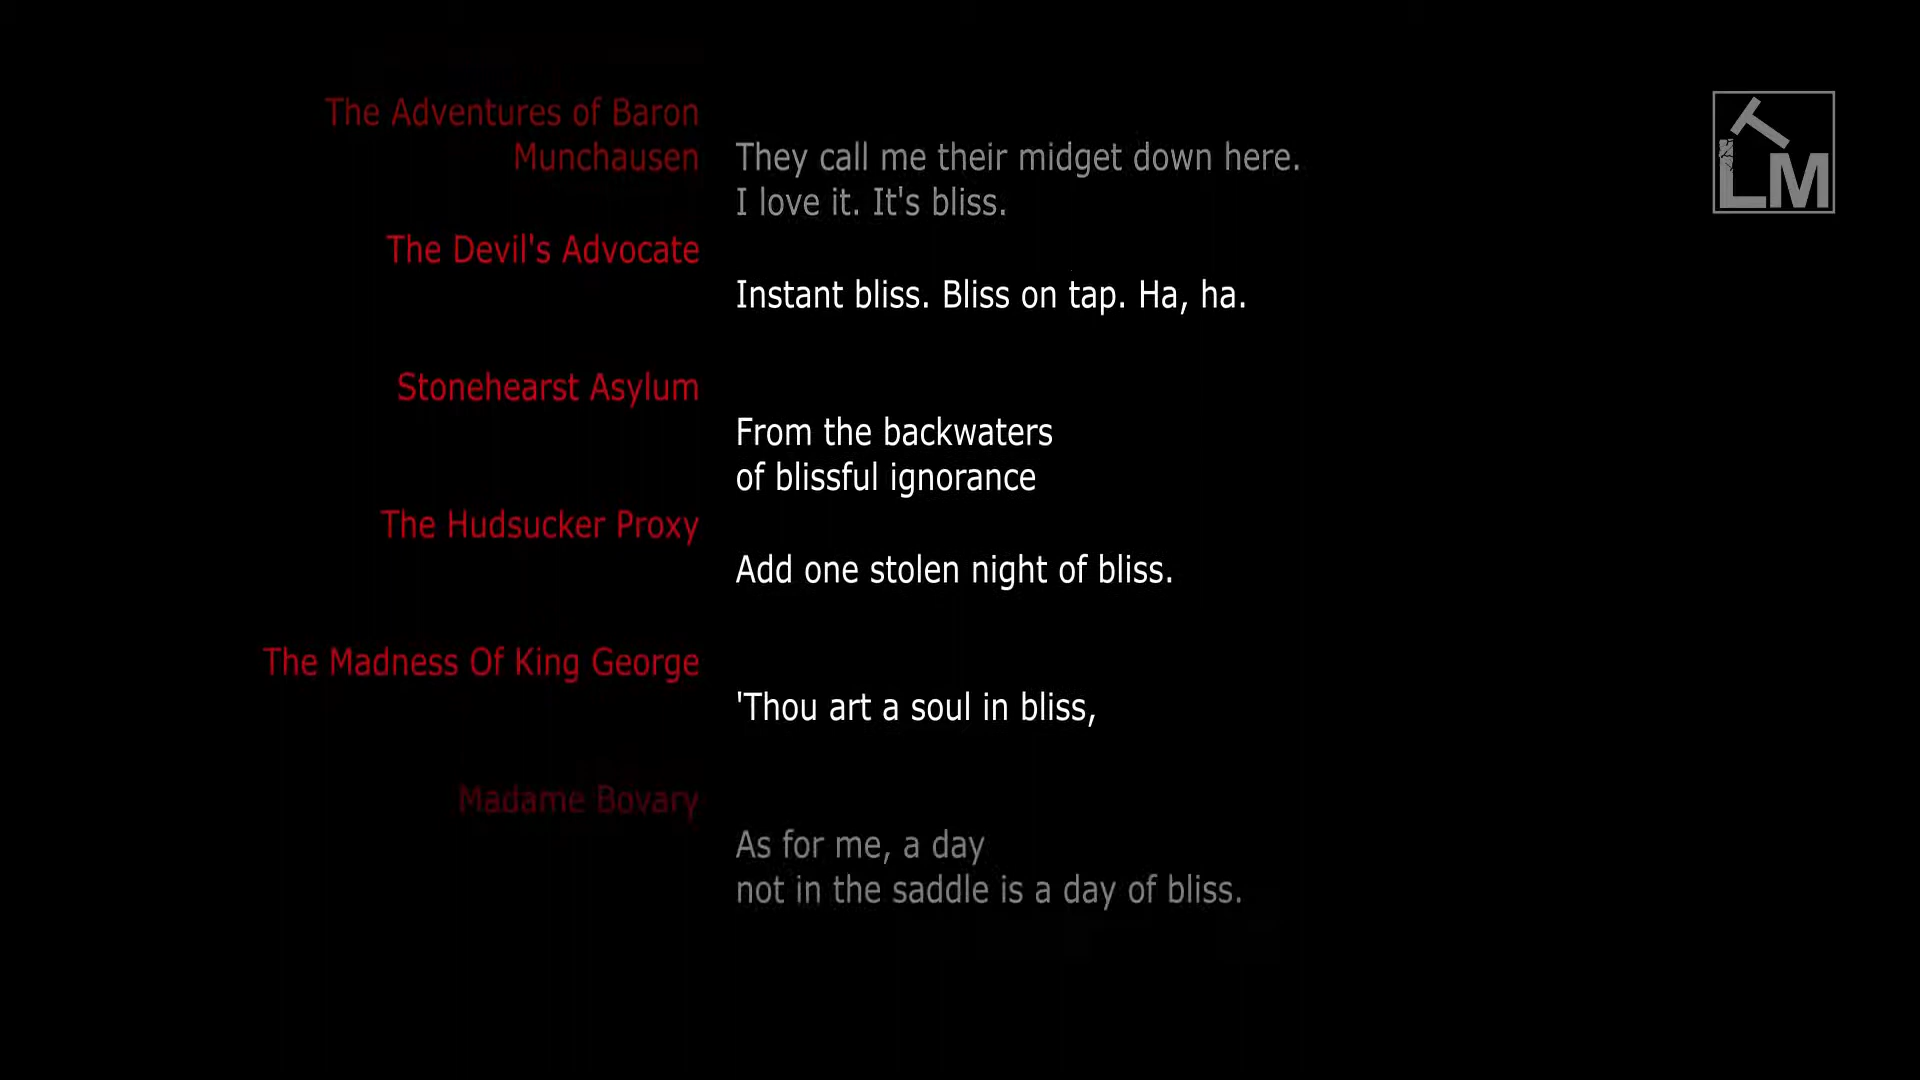 The Adventures of Baron
Munchausen
They call me their midget down here.
I love it. It's bliss.
The Devil's Advocate
Instant bliss. Bliss on tap. Ha, ha.
Stonehearst Asylum
From the backwaters
of blissful ignorance
The Hudsucker Proxy
Add one stolen night of bliss.
The Madness Of King George
'Thou art a soul in bliss,
Madame Bovary
As for me, a day
not in the saddle is a day of bliss.
TLM